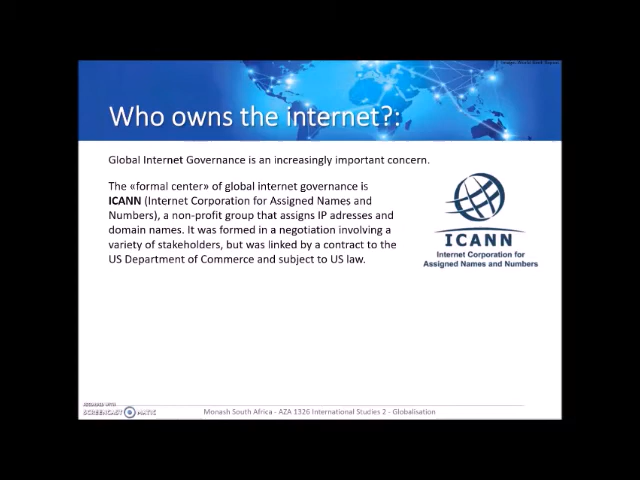 Who owns the internet?:
Global Internet Governance is an increasingly important concern.
The «formal center» of global internet governance is
ICANN (Internet Corporation for Assigned Names and
Numbers), a non-profit group that assigns IP adresses and
domain names. It was formed in a negotiation involving a
variety of stakeholders, but was linked by a contract to the
US Department of Commerce and subject to US law.
ICANN
Internet Corporation for
Assigned Names and Numbers
RECORDED WITH
SCREENCAST MATIC
Monash South Africa - AZA 1326 International Studies 2 - Globalisation